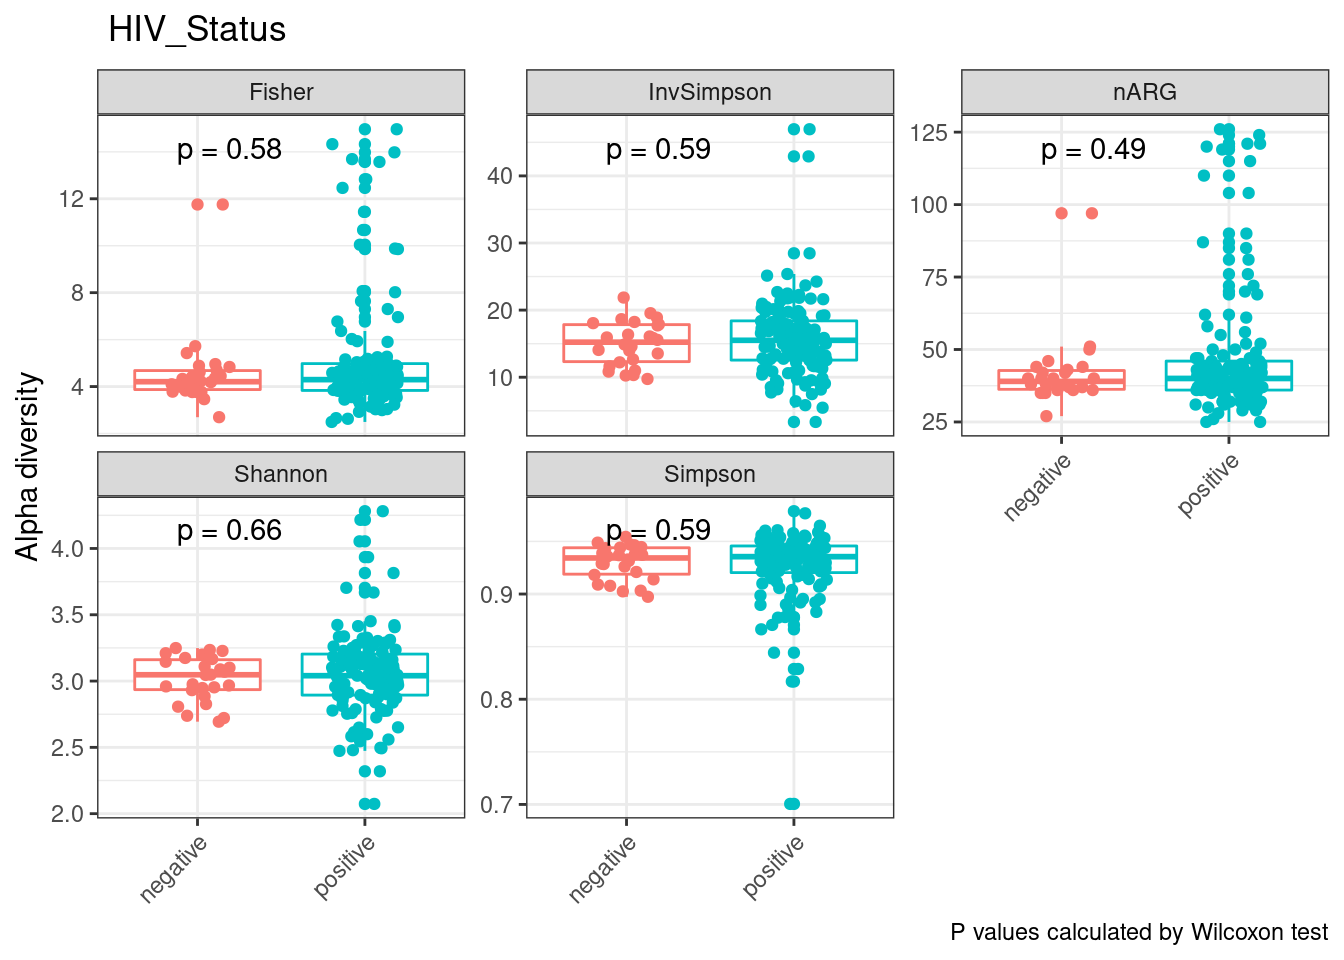 HIV_Status
Fisher
InvSimpson
nARG
p = 0.58
p = 0.59
p = 0.49
12
8
4
40
30
20
10
125
100
75
50
25
negative
positive
Alpha diversity
Shannon
Simpson
p = 0.66
p = 0.59
4.0
3.5
3.0
2.5
2.0
0.9
0.8
0.7
negative
positive
negative
positive
P values calculated by Wilcoxon test